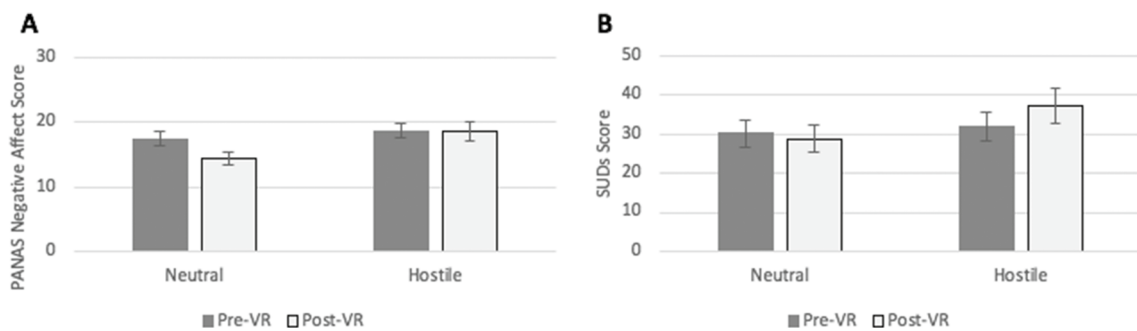 A
PANAS Negative Affect Score
30
20
10
0
Neutral
Hostile
Pre-VR
Post-VR
B
SUDs Score
50
40
30
20
10
0
Neutral
Hostile
Pre-VR
Post-VR